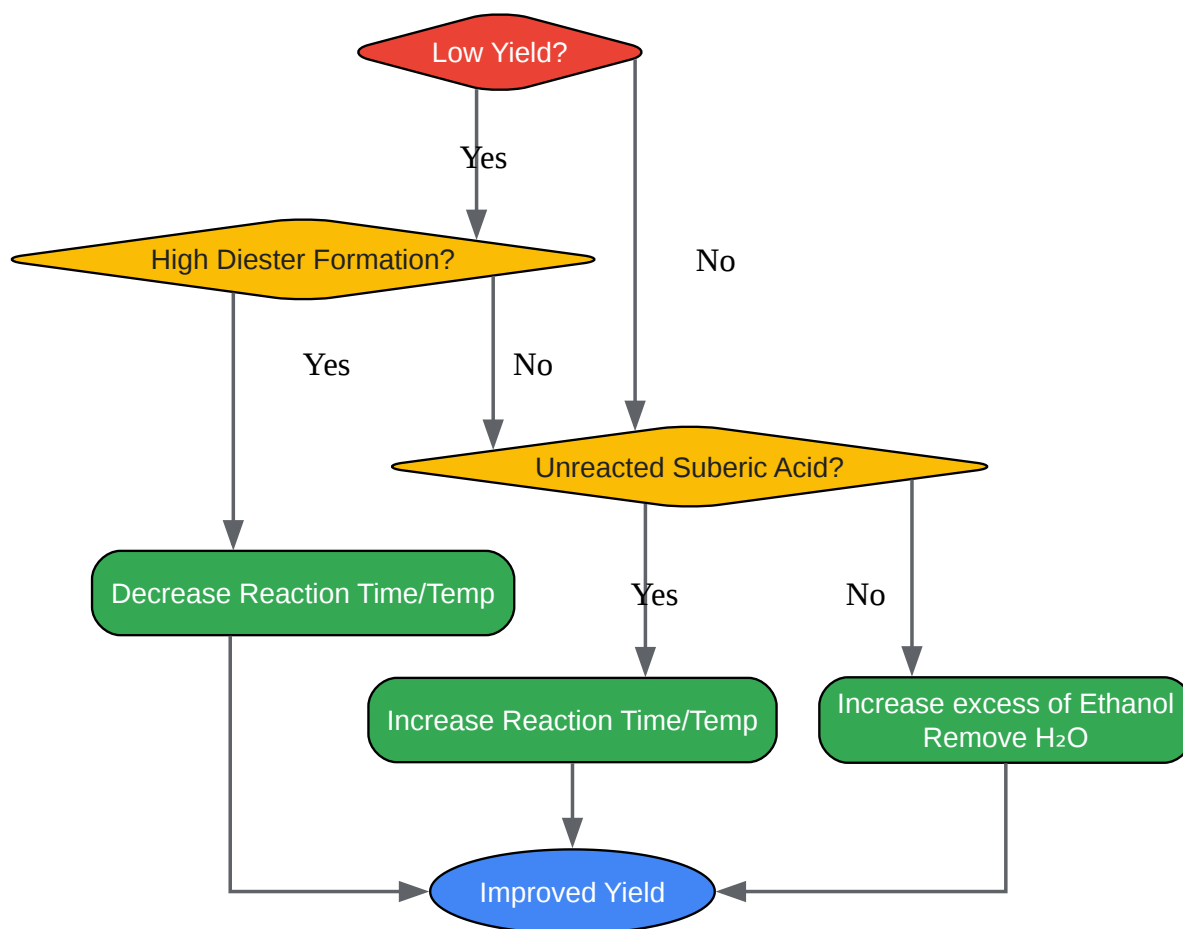 Low Yield?
Yes
High Diester Formation?
No
Yes
No
Unreacted Suberic Acid?
Decrease Reaction Time/Temp
Yes
No
Increase Reaction Time/Temp
Increase excess of Ethanol
Remove H₂O
Improved Yield